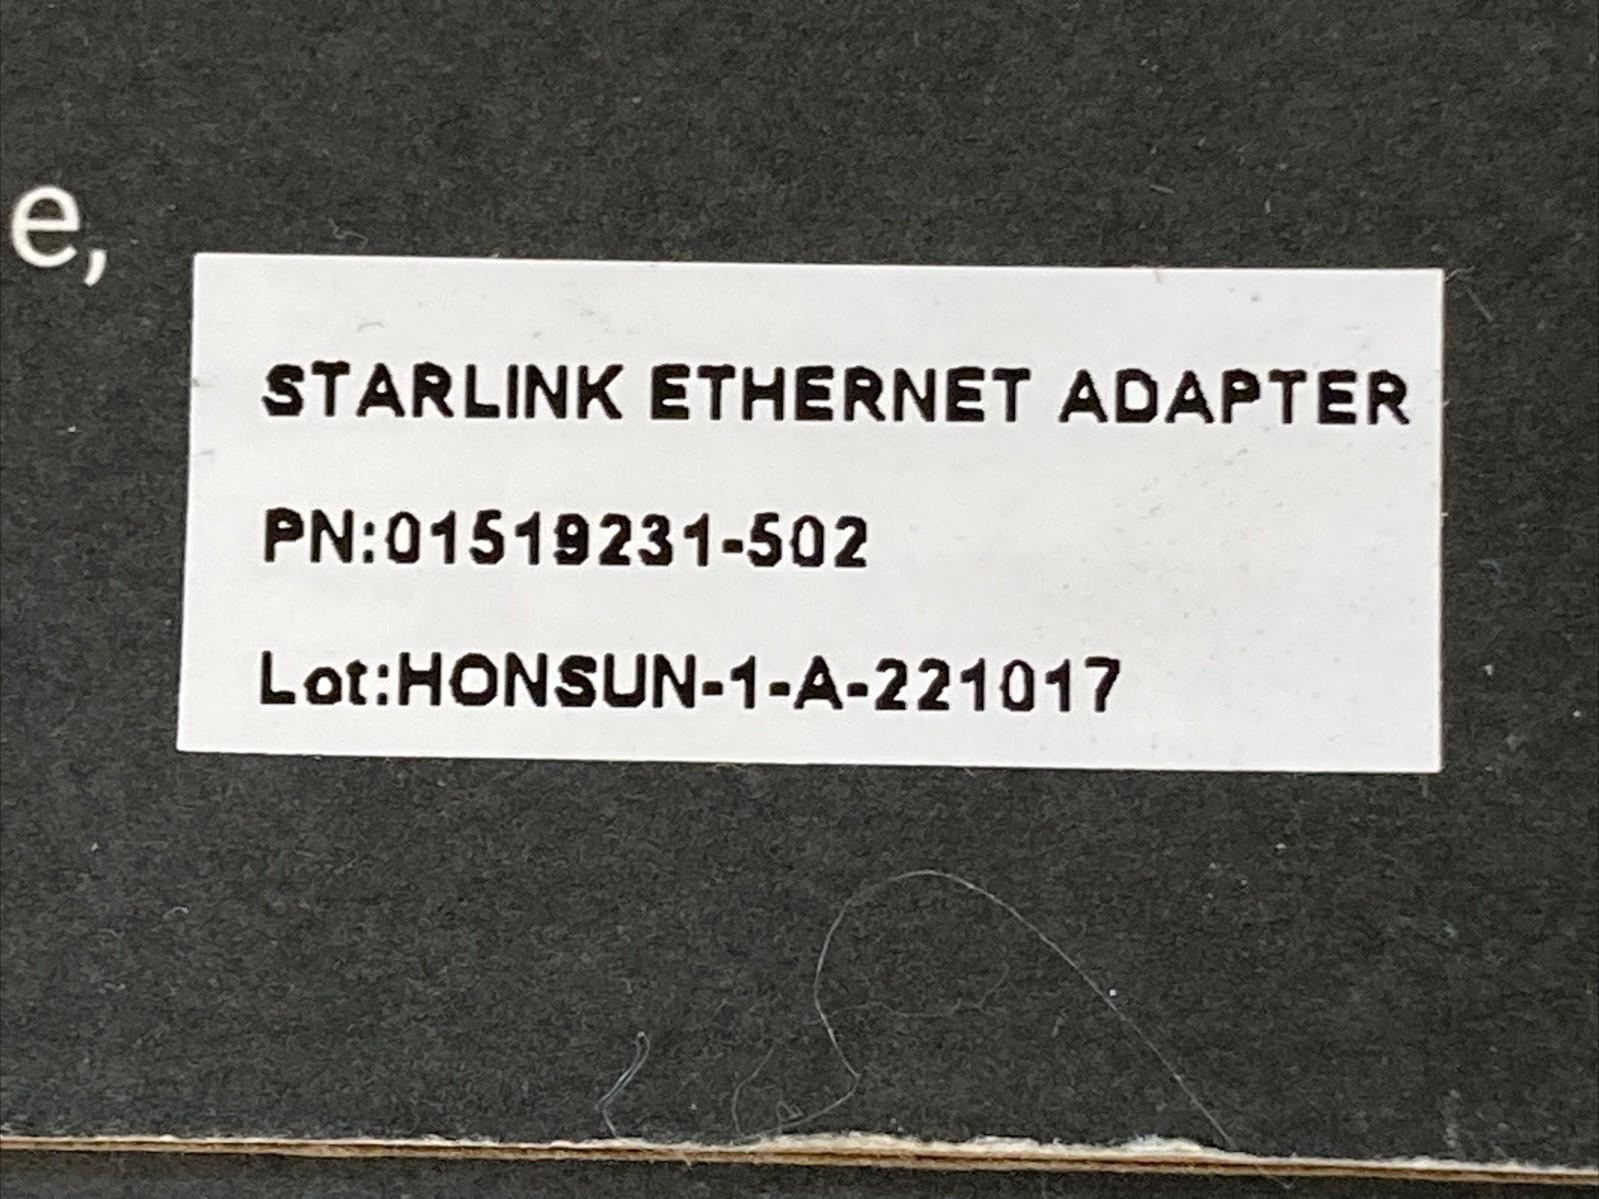 e,
STARLINK ETHERNET ADAPTER
PN:01519231-502
Lot:HONSUN-1-A-221017